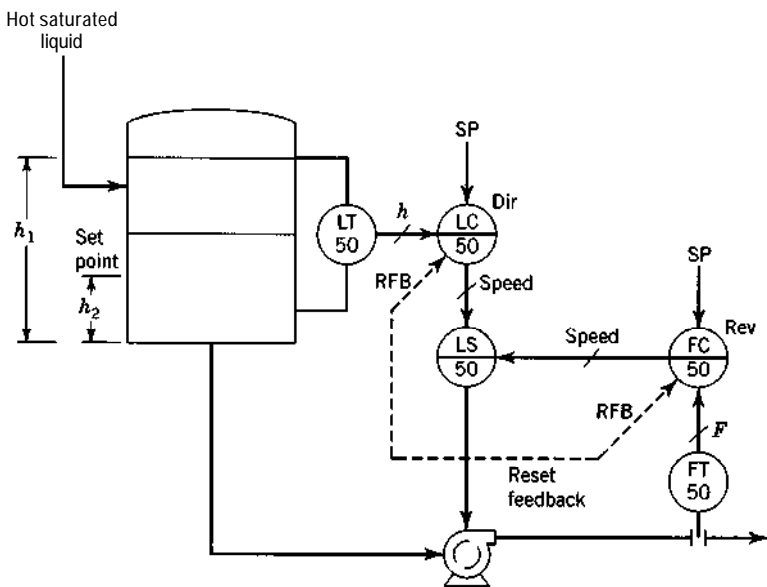 Hot saturated
liquid
SP
Dir
LT
50
h
LC
50
h1
Set
point
h2
RFB
Speed
SP
LS
50
Speed
Rev
FC
50
RFB
F
Reset
feedback
FT
50